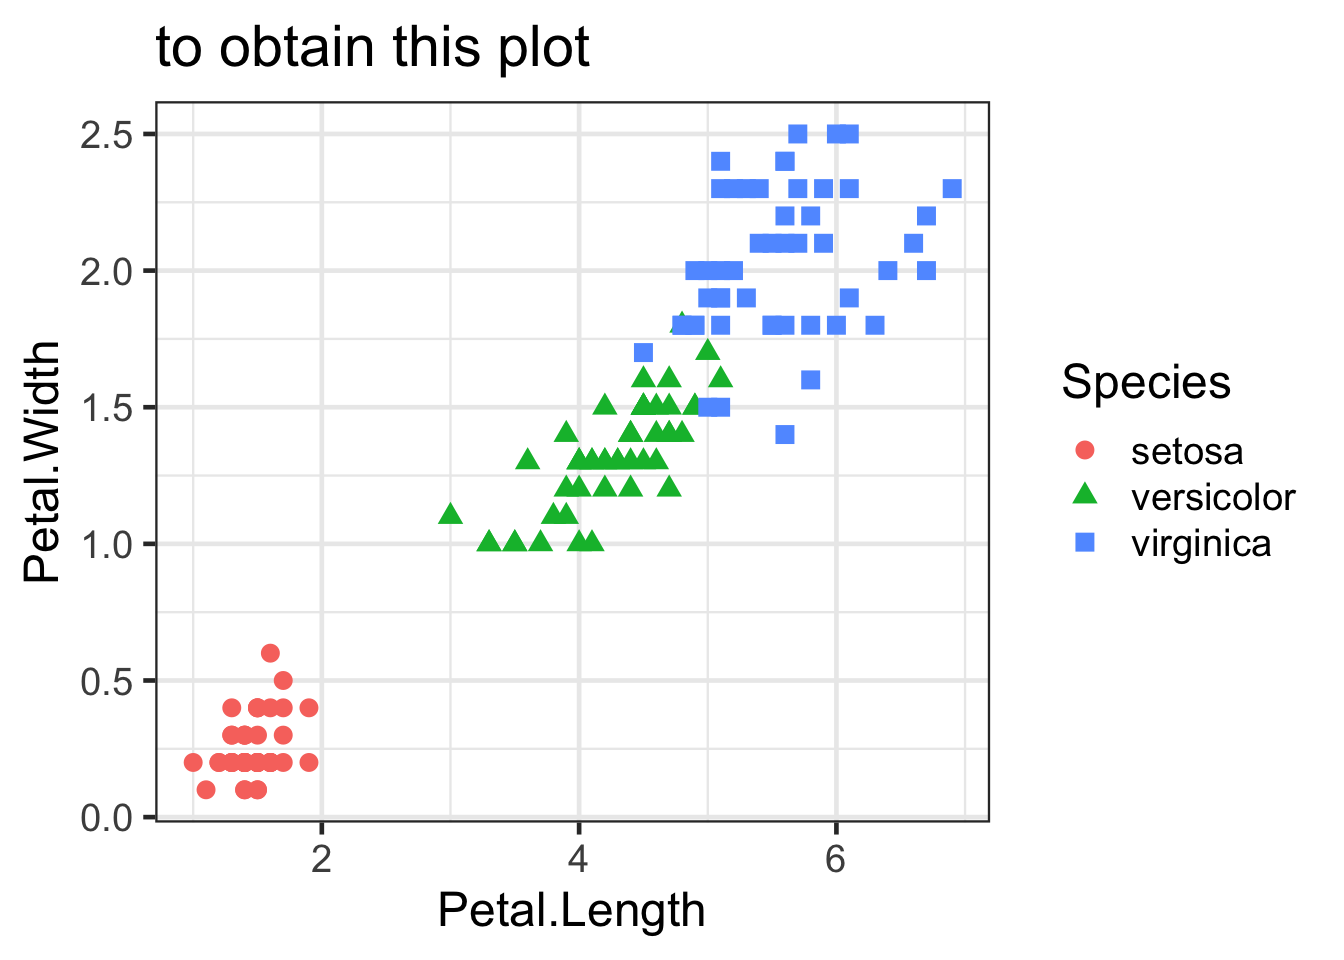 to obtain this plot
2.5
2.0
1.5
1.0
0.5
0.0
Petal.Width
2 4 6
Petal.Length
Species
setosa
versicolor
virginica